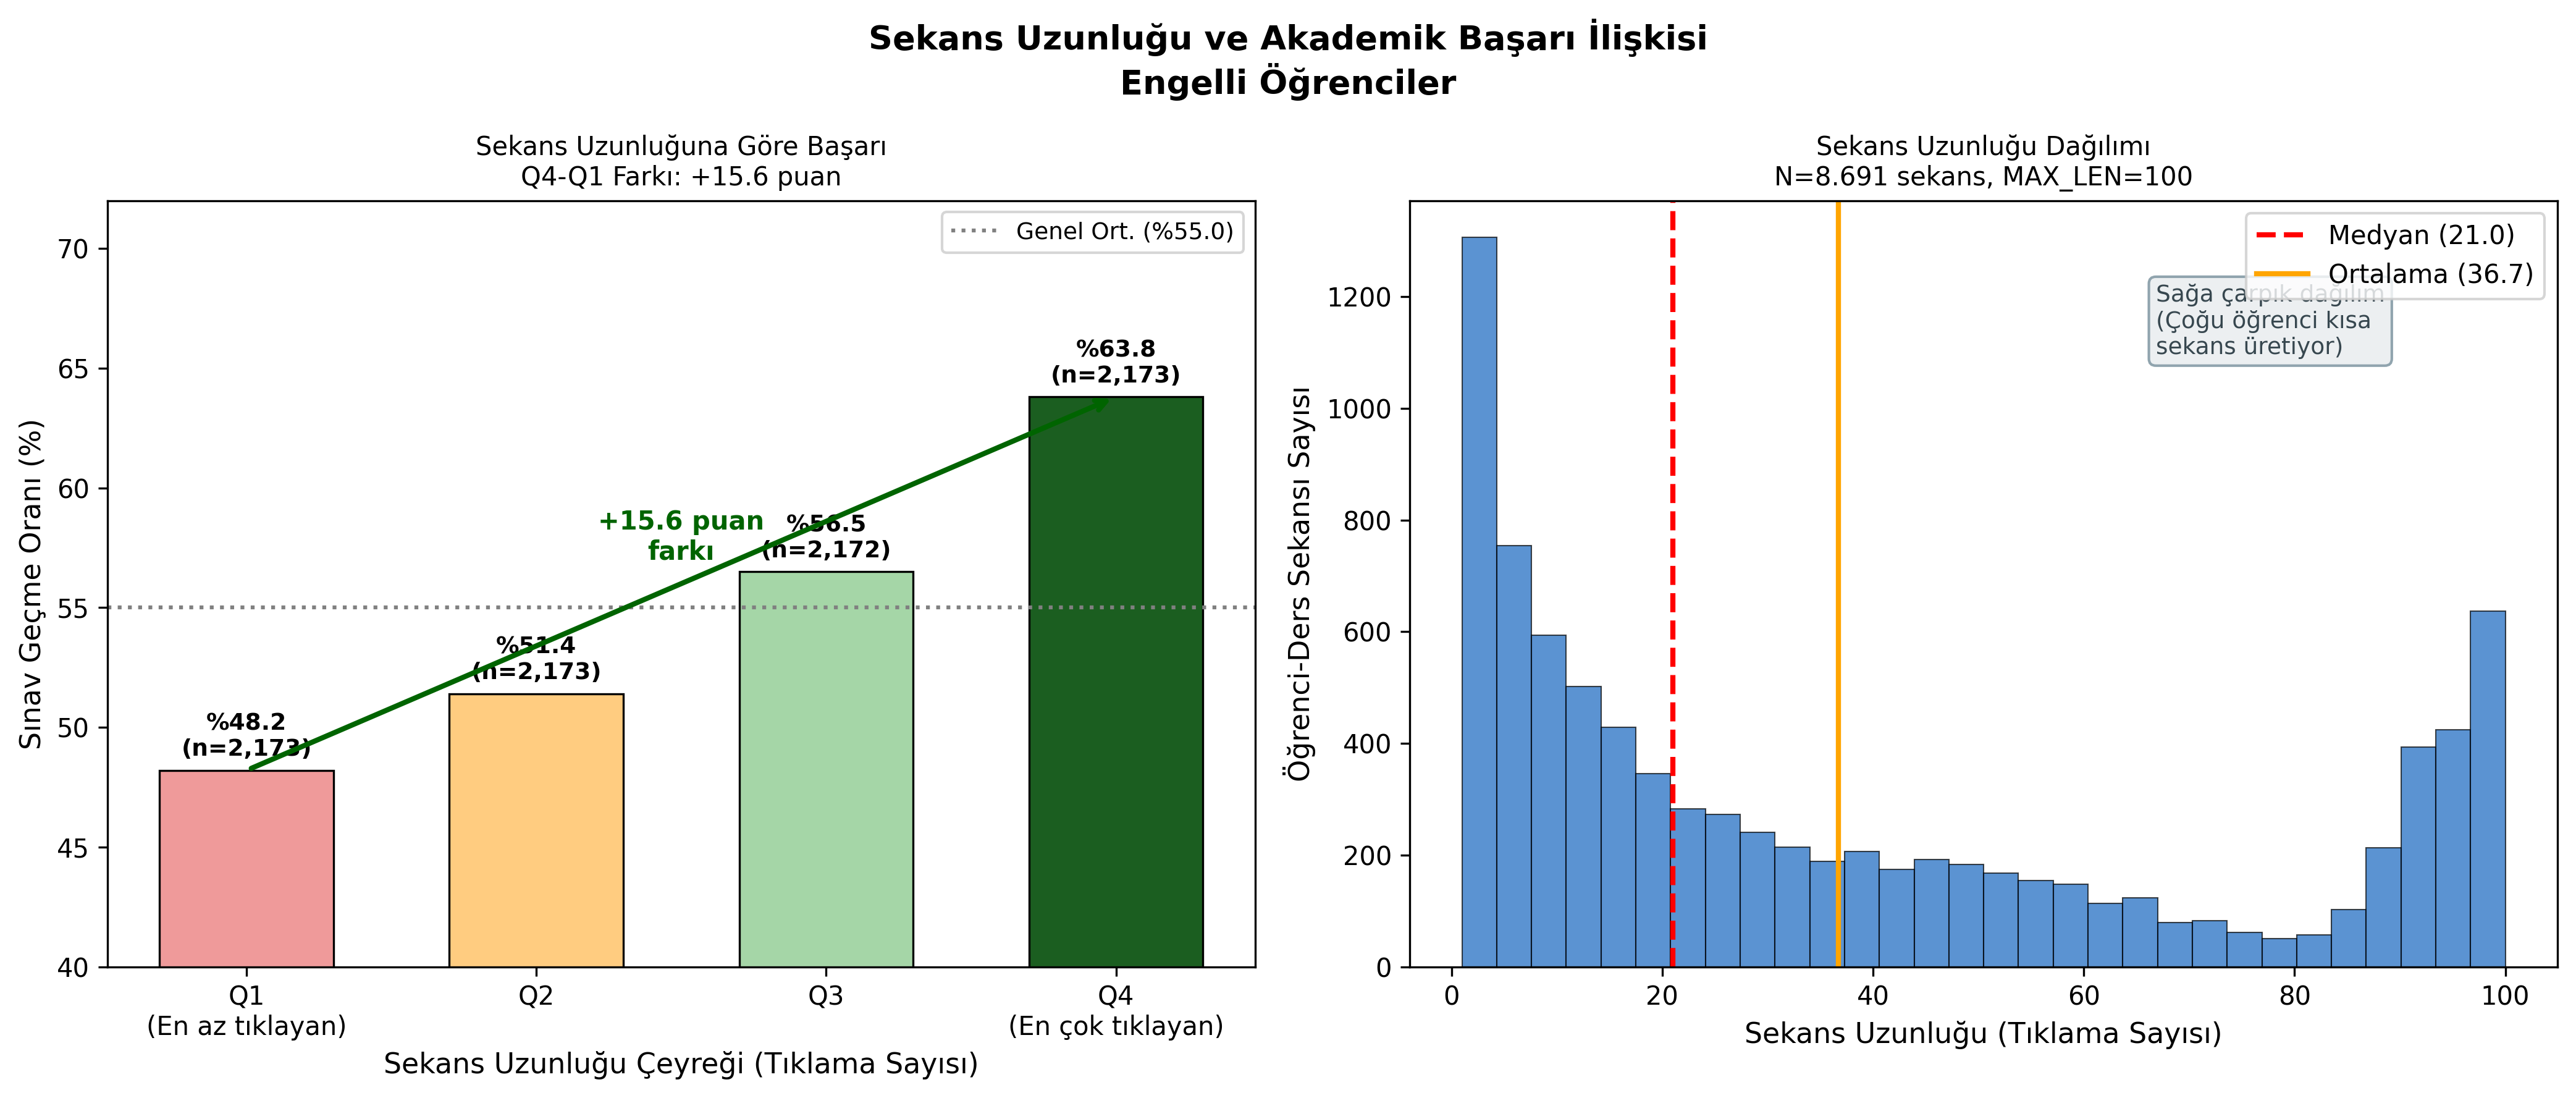 Sekans Uzunluğu ve Akademik Başarı İlişkisi
Engelli Öğrenciler
Sekans Uzunluğuna Göre Başarı
Q4-Q1 Farkı: +15.6 puan
Genel Ort. (%55.0)
Sınav Geçme Oranı (%)
70
65
60
55
50
45
40
%48.2
(n=2,173)
%51.4
(n=2,173)
+15.6 puan
farkı
%56.5
(n=2,172)
%63.8
(n=2,173)
Q1
(En az tıklayan)
Q2
Q3
Q4
(En çok tıklayan)
Sekans Uzunluğu Çeyreği (Tıklama Sayısı)
Sekans Uzunluğu Dağılımı
N=8.691 sekans, MAX_LEN=100
Medyan (21.0)
Ortalama (36.7)
Sağa çarpık dağılım
(Çoğu öğrenci kısa
sekans üretiyor)
Öğrenci-Ders Sekansı Sayısı
1200
1000
800
600
400
200
0
0
20
40
60
80
100
Sekans Uzunluğu (Tıklama Sayısı)